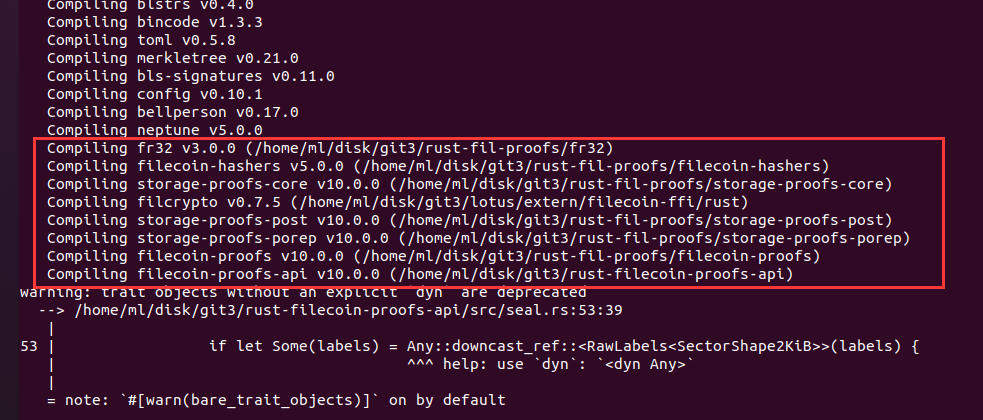 Compiling blstrs v0.4.0
Compiling bincode v1.3.3
Compiling toml v0.5.8
Compiling merkletree v0.21.0
Compiling bls-signatures v0.11.0
Compiling config v0.10.1
Compiling bellperson v0.17.0
Compiling neptune v5.0.0
Compiling fr32 v3.0.0 (/home/ml/disk/git3/rust-fil-proofs/fr32)
Compiling filecoin-hashers v5.0.0 (/home/ml/disk/git3/rust-fil-proofs/filecoin-hashers)
Compiling storage-proofs-core v10.0.0 (/home/ml/disk/git3/rust-fil-proofs/storage-proofs-core)
Compiling filcrypto v0.7.5 (/home/ml/disk/git3/lotus/extern/filecoin-ffi/rust)
Compiling storage-proofs-post v10.0.0 (/home/ml/disk/git3/rust-fil-proofs/storage-proofs-post)
Compiling storage-proofs-porep v10.0.0 (/home/ml/disk/git3/rust-fil-proofs/storage-proofs-porep)
Compiling filecoin-proofs v10.0.0 (/home/ml/disk/git3/rust-fil-proofs/filecoin-proofs)
Compiling filecoin-proofs-api v10.0.0 (/home/ml/disk/git3/rust-filecoin-proofs-api)
warning: trait objects without an explicit `dyn` are deprecated
--> /home/ml/disk/git3/rust-filecoin-proofs-api/src/seal.rs:53:39
|
53 | if let Some(labels) = Any::downcast_ref::<RawLabels<SectorShape2KiB>>(labels) {
| ^^^ help: use `dyn`: `<dyn Any>`
|
= note: `#[warn(bare_trait_objects)]` on by default